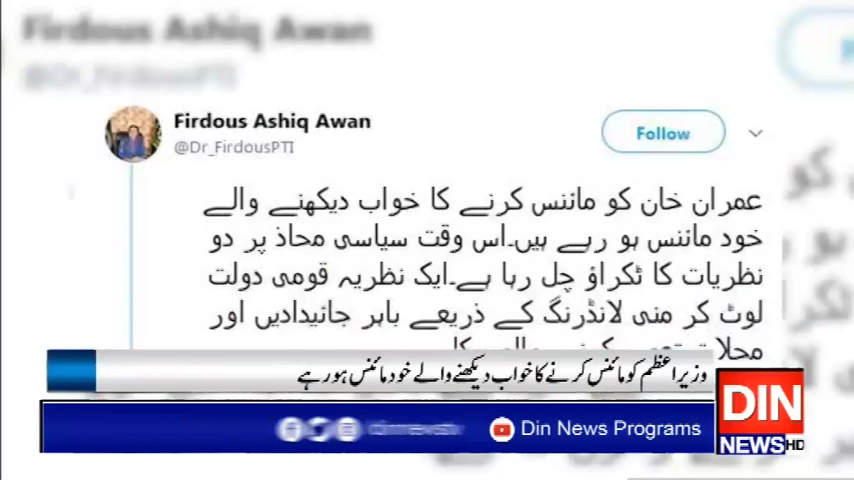 Firdous Ashiq Awan
@Dr_FirdousPTI
Firdous Ashiq Awan
Follow
@Dr_FirdousPTI
عمران خان کو مائنس کرنے کا خواب دیکھنے والے
خود مائنس ہو رہے ہیں۔اس وقت سیاسی محاذ پر دو
نظریات کا ٹکراؤ چل رہا ہے۔ایک نظریہ قومی دولت
لوٹ کر منی لانڈرنگ کے ذریعے باہر جائیدادیں اور
وزیراعظم کو مائنس کرنے کا خواب دیکھنے والے خود مائنس ہو رہے
Din News Programs
DIN
NEWS HD